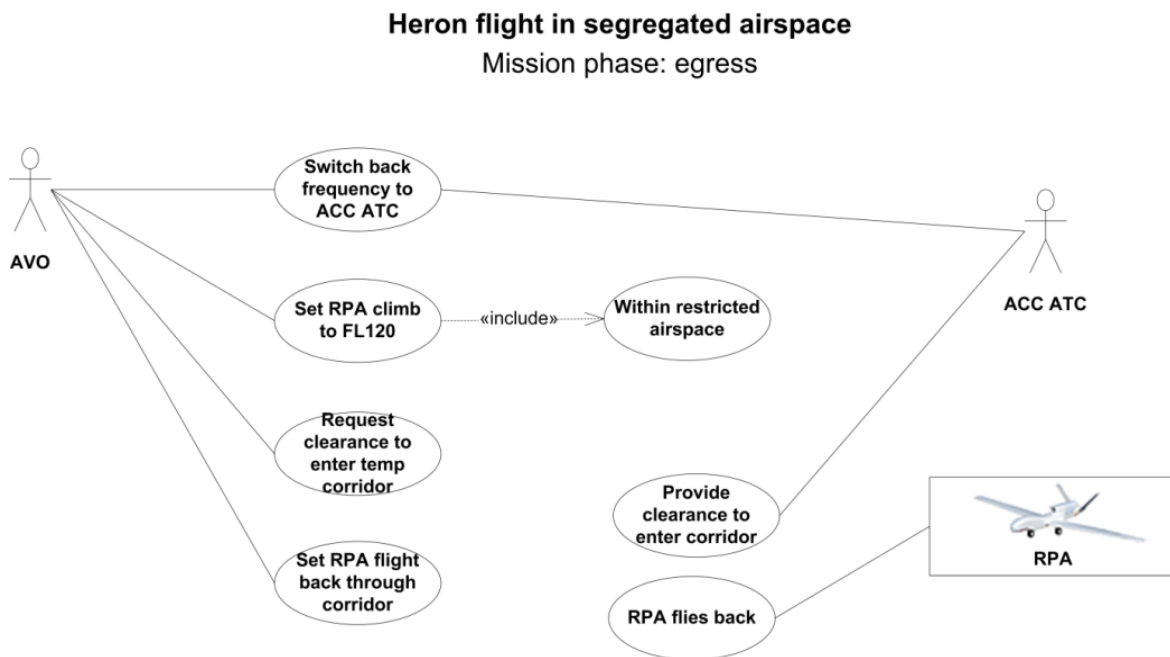 Heron flight in segregated airspace
Mission phase: egress
AVO
Switch back
frequency to
ACC ATC
ACC ATC
Set RPA climb
to FL120
«include»
Within restricted
airspace
Request
clearance to
enter temp
corridor
Provide
clearance to
enter corridor
RPA
Set RPA flight
back through
corridor
RPA flies back